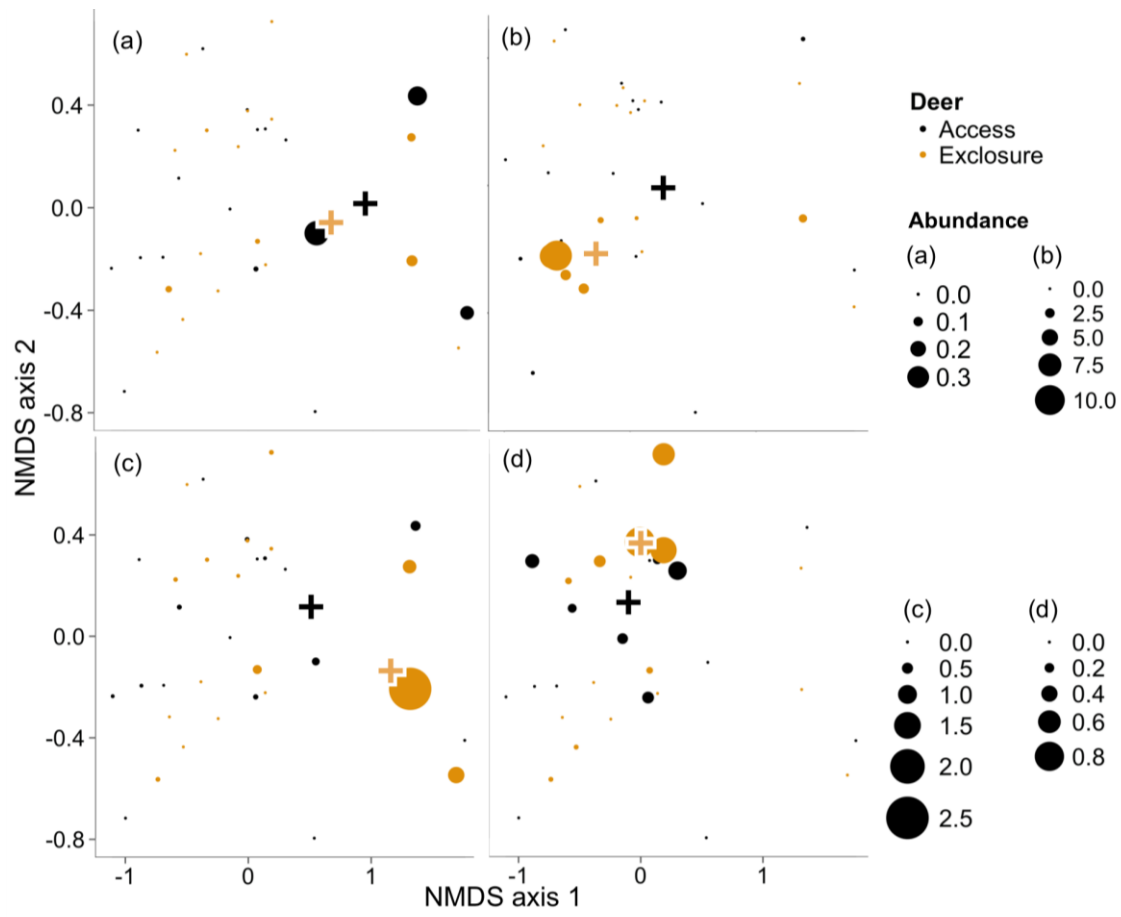 (a)
(b)
0.4
0.0
-0.4
-0.8
Deer
Access
Exclosure
Abundance
(a) (b)
0.0 0.0
0.1 2.5
0.2 5.0
0.3 7.5
10.0
NMDS axis 2
(c)
(d)
0.4
0.0
-0.4
-0.8
(c) (d)
0.0 0.0
0.5 0.2
1.0 0.4
1.5 0.6
2.0 0.8
2.5
-1 0 1 -1 0 1
NMDS axis 1